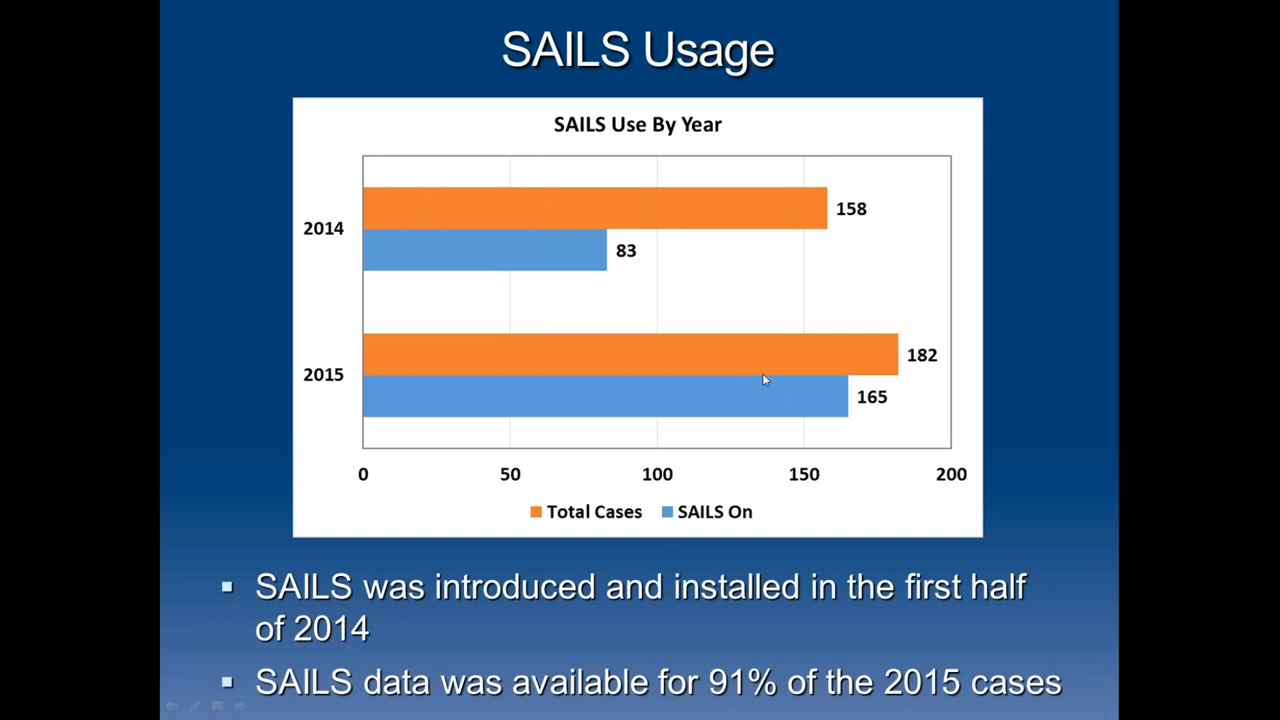 SAILS Usage
SAILS Use By Year
2014
158
83
2015
182
165
0 50 100 150 200
Total Cases SAILS On
▪ SAILS was introduced and installed in the first half
of 2014
▪ SAILS data was available for 91% of the 2015 cases